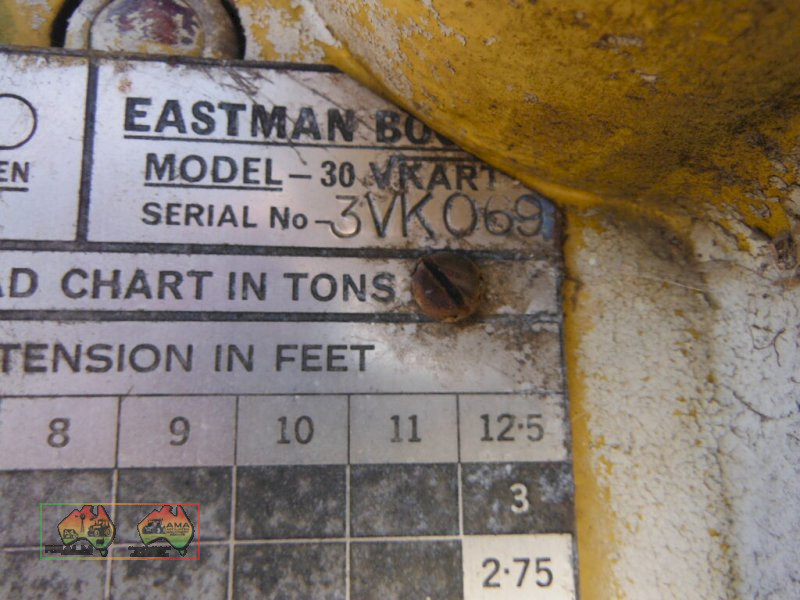 EASTMAN
EN
MODEL - 30 VKART
SERIAL No - 3VK069
AD CHART IN TONS
TENSION IN FEET
8 9 10 11 12·5
3
AMA
2·75